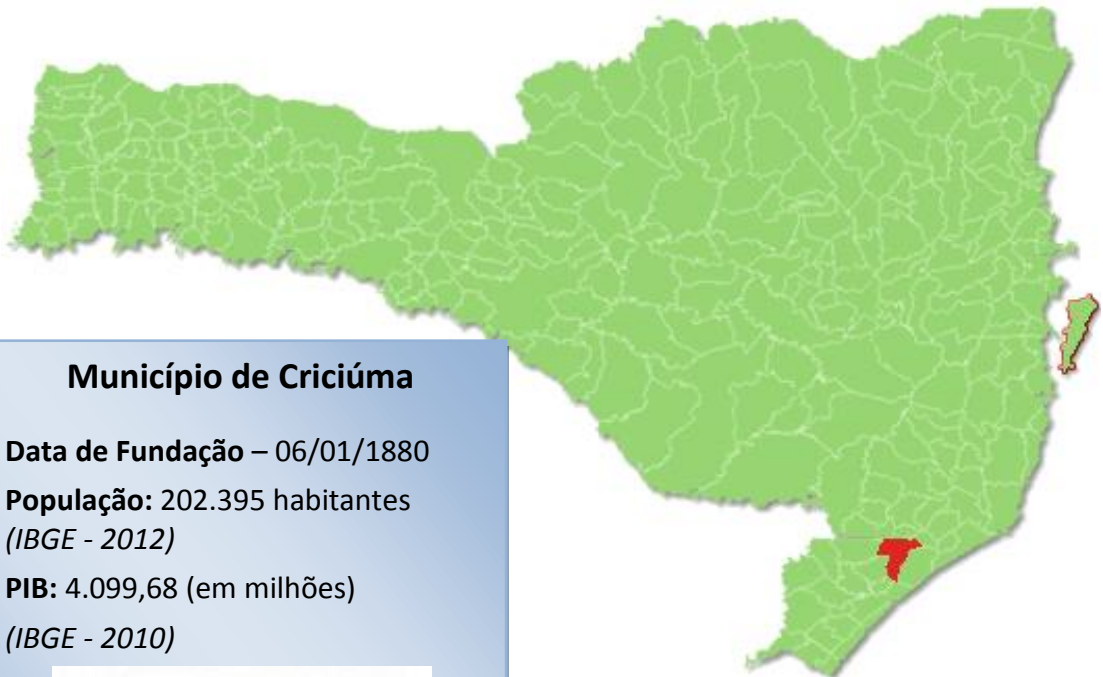 Município de Criciúma
Data de Fundação – 06/01/1880
População: 202.395 habitantes
(IBGE - 2012)
PIB: 4.099,68 (em milhões)
(IBGE - 2010)